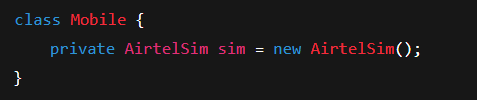 class Mobile {
    private AirtelSim sim = new AirtelSim();
}